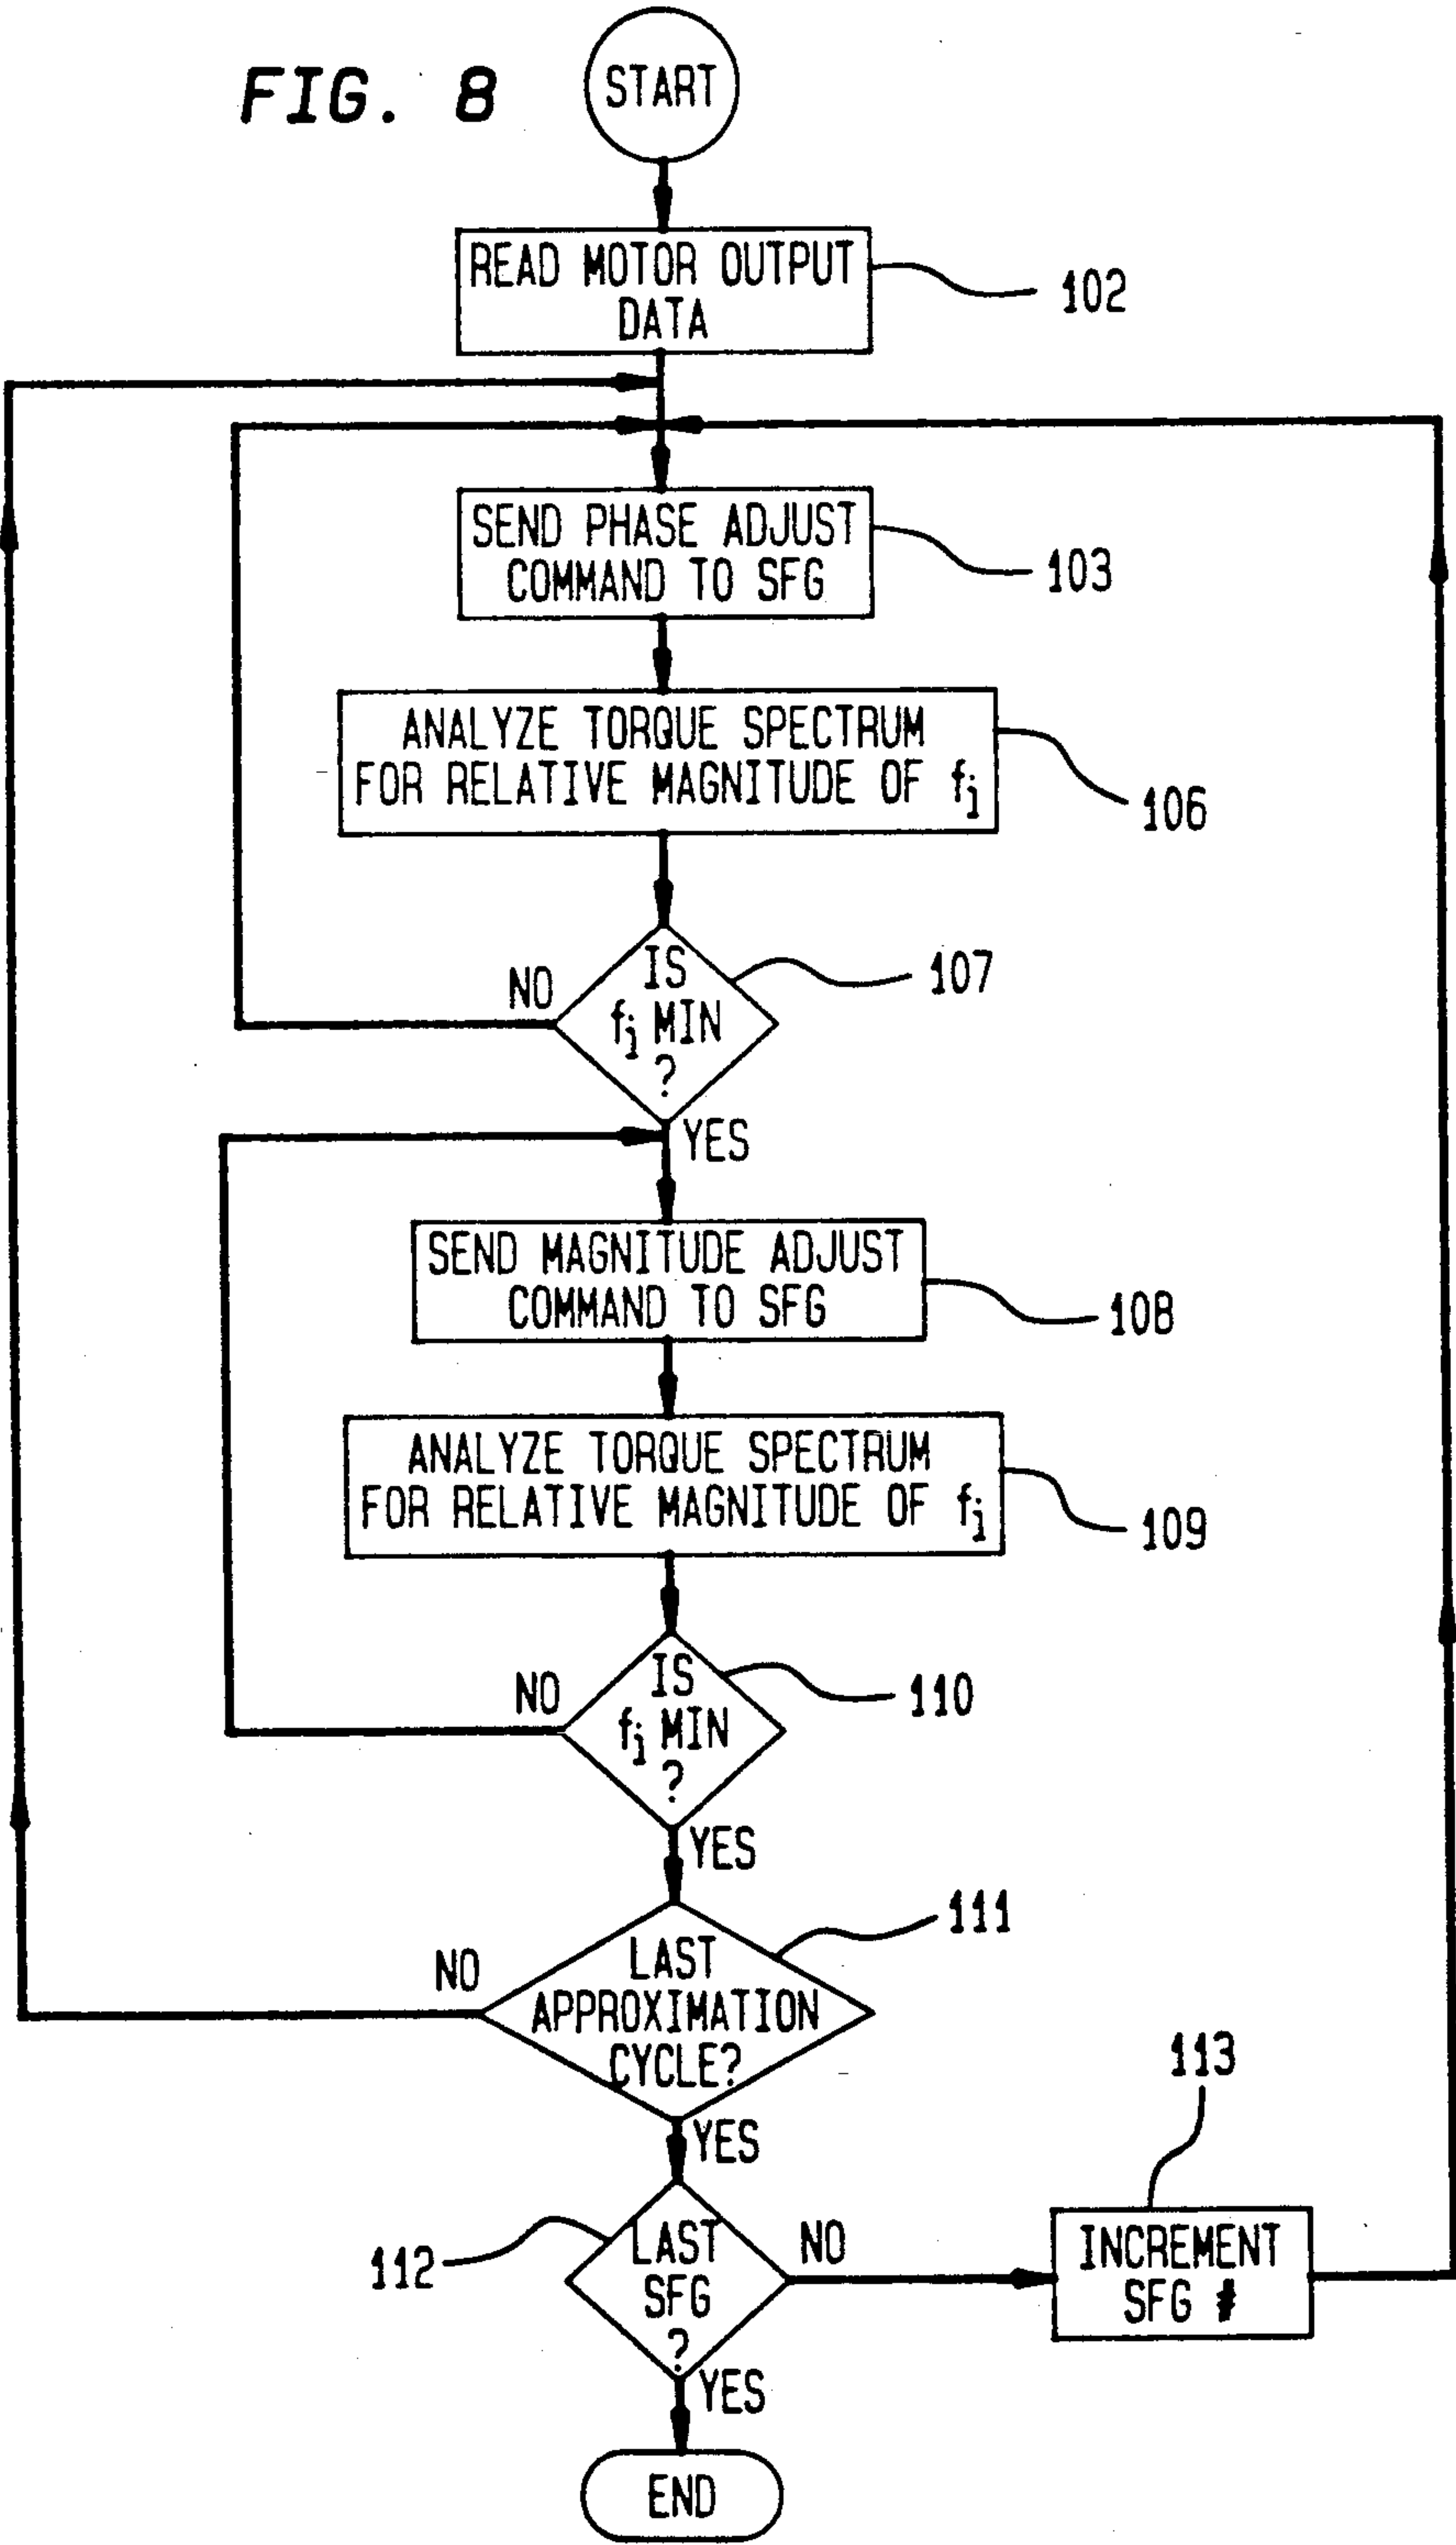 FIG. 8
START
READ MOTOR OUTPUT
DATA
102
SEND PHASE ADJUST
COMMAND TO SFG
103
ANALYZE TORQUE SPECTRUM
FOR RELATIVE MAGNITUDE OF fj
106
NO
IS
fj MIN
?
107
YES
SEND MAGNITUDE ADJUST
COMMAND TO SFG
108
ANALYZE TORQUE SPECTRUM
FOR RELATIVE MAGNITUDE OF fj
109
NO
IS
fj MIN
?
110
YES
NO
LAST
APPROXIMATION
CYCLE?
111
YES
112
LAST
SFG
?
NO
113
INCREMENT
SFG #
YES
END